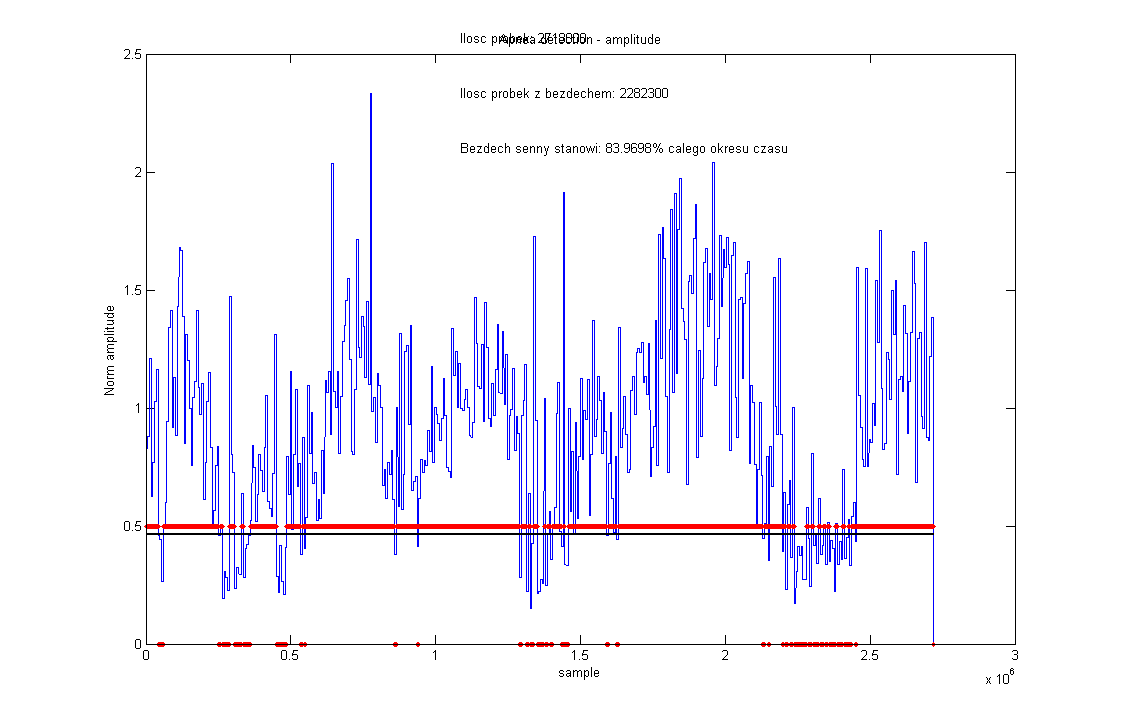 Ilosc probek: 2718000
Apnea detection - amplitude
Ilosc probek z bezdechem: 2282300
Bezdech senny stanowi: 83.9698% calego okresu czasu
2.5
2
1.5
1
0.5
0
Norm amplitude
0 0.5 1 1.5 2 2.5 3
sample
x 10^6